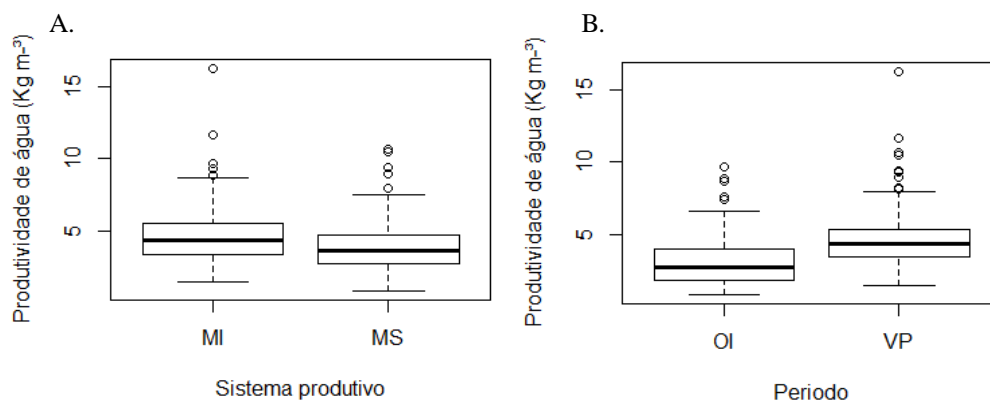 A.
Produtividade de água (Kg m-³)
15
10
5
MI MS
Sistema produtivo
B.
Produtividade de água (Kg m-³)
15
10
5
OI VP
Periodo